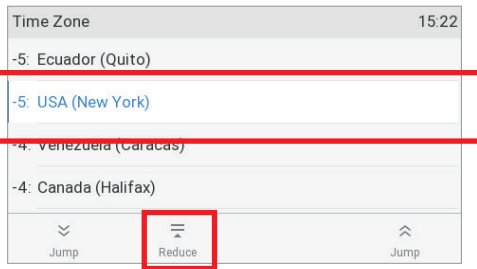 Time Zone 15:22
-5: Ecuador (Quito)
-5: USA (New York)
-4: Venezuela (Caracas)
-4: Canada (Halifax)
Jump Reduce Jump